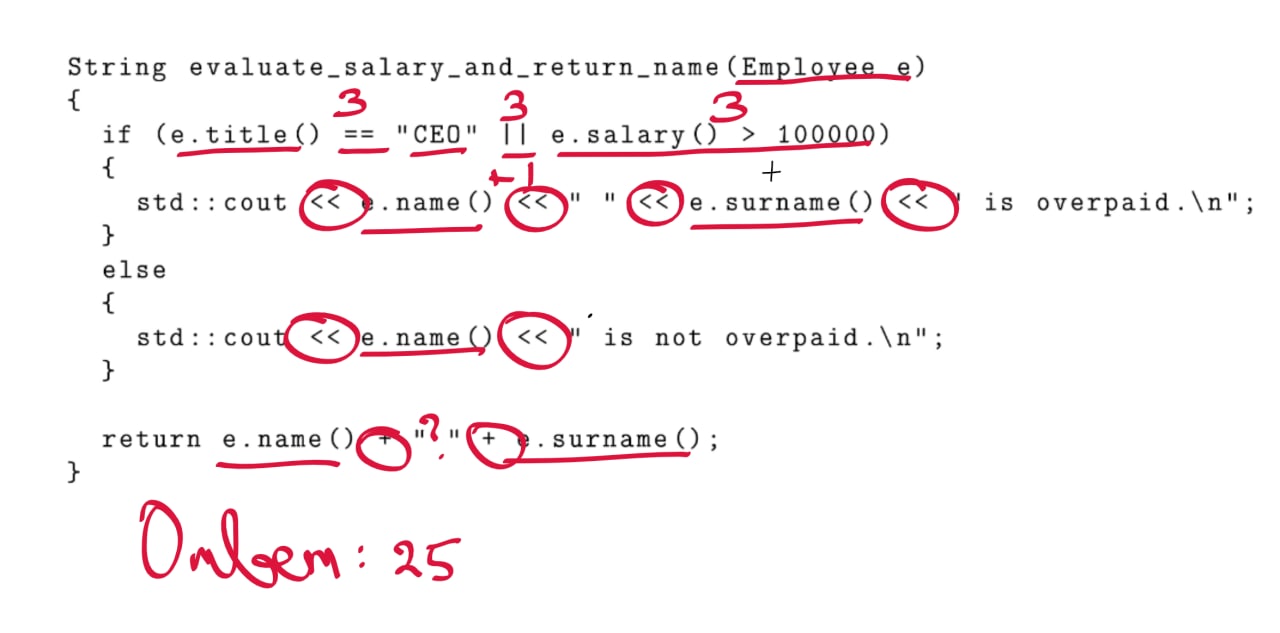 String evaluate_salary_and_return_name(Employee e)
{
3 3 3
if (e.title() == "CEO" || e.salary() > 100000)
{
+1 +
std::cout << e.name() << " " << e.surname() << " is overpaid.\n";
}
else
{
std::cout << e.name() << " is not overpaid.\n";
}
return e.name() + "?" + e.surname();
}
Ответ: 25